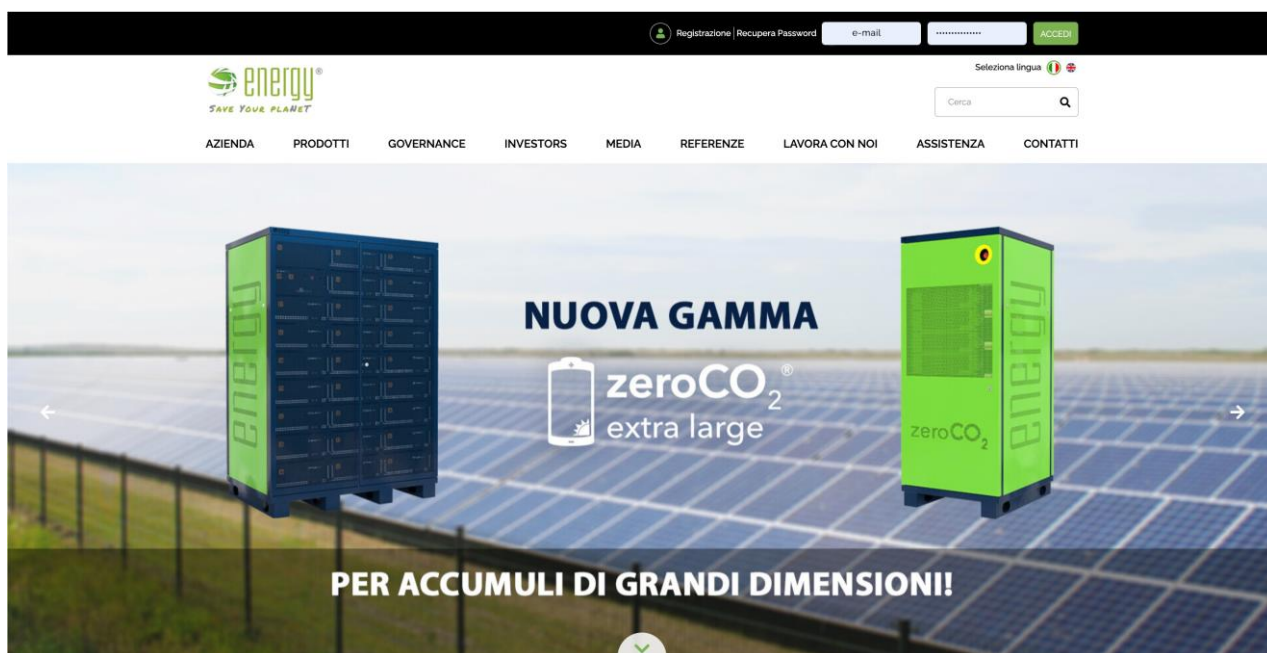 Registrazione | Recupera Password e-mail ACCEDI
Seleziona lingua
energy®
SAVE YOUR PLANET
Cerca
AZIENDA PRODOTTI GOVERNANCE INVESTORS MEDIA REFERENZE LAVORA CON NOI ASSISTENZA CONTATTI
NUOVA GAMMA
zeroCO2®
extra large
energy
zeroCO2
energy
PER ACCUMULI DI GRANDI DIMENSIONI!